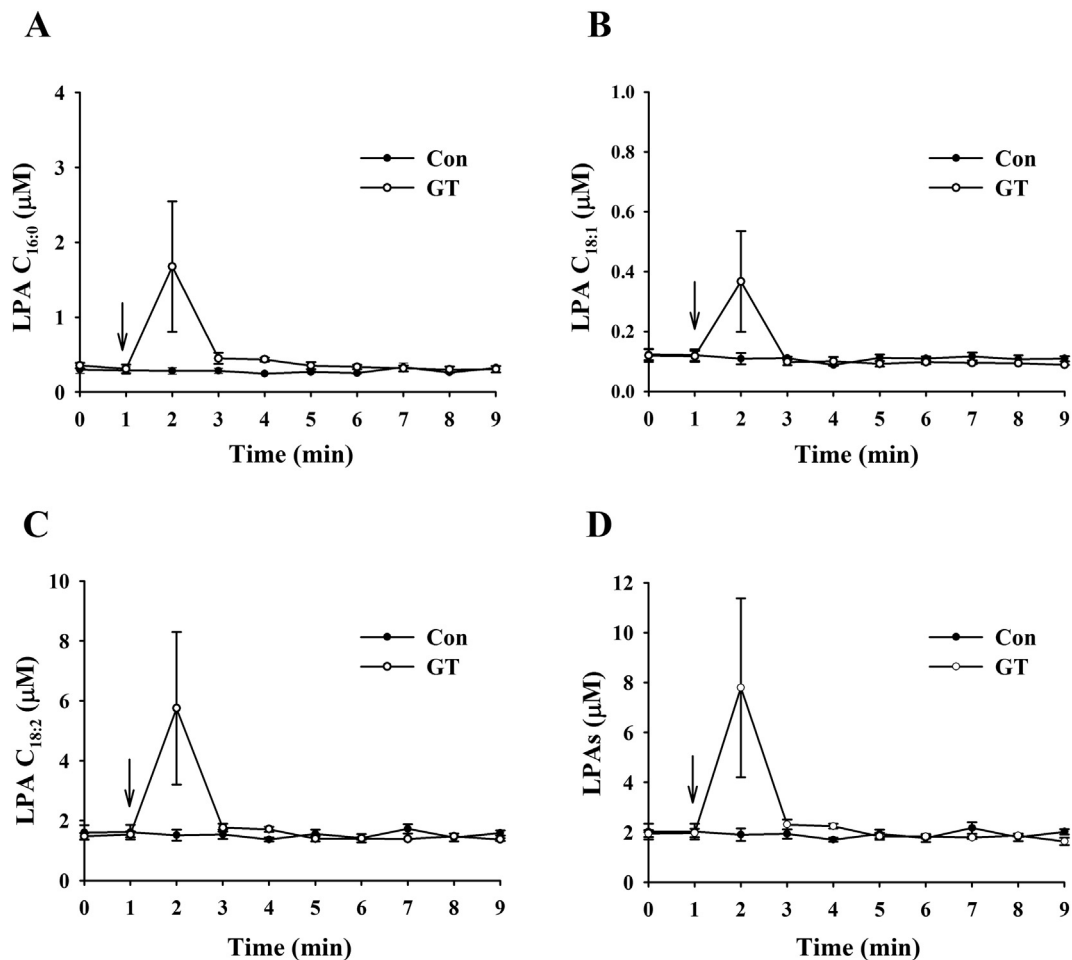 A
4
3
2
1
0
LPA C16:0 (μM)
Con
GT
0 1 2 3 4 5 6 7 8 9
Time (min)
B
1.0
0.8
0.6
0.4
0.2
0.0
LPA C18:1 (μM)
Con
GT
0 1 2 3 4 5 6 7 8 9
Time (min)
C
10
8
6
4
2
0
LPA C18:2 (μM)
Con
GT
0 1 2 3 4 5 6 7 8 9
Time (min)
D
12
10
8
6
4
2
0
LPAs (μM)
Con
GT
0 1 2 3 4 5 6 7 8 9
Time (min)